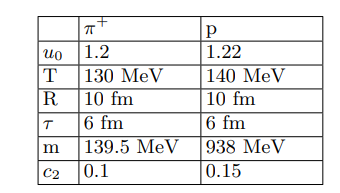 π⁺ p
u₀ 1.2 1.22
T 130 MeV 140 MeV
R 10 fm 10 fm
τ 6 fm 6 fm
m 139.5 MeV 938 MeV
c₂ 0.1 0.15